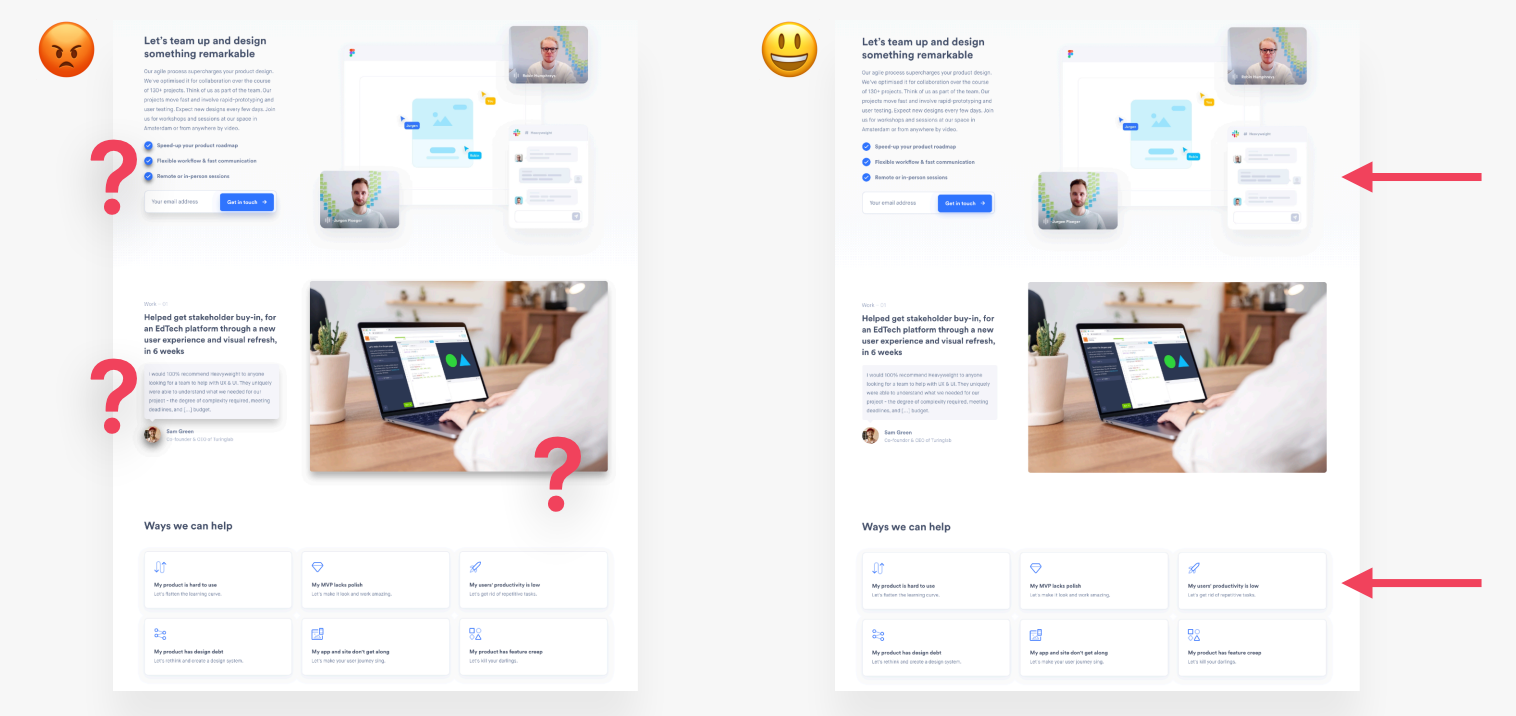 Let's team up and design
something remarkable
Our agile process supercharges your product design.
We've optimised it for collaboration over the course
of 130+ projects. Think of us as part of the team. Our
projects move fast and involve rapid-prototyping and
user testing. Expect new designs every few days. Join
us for workshops and sessions at our space in
Amsterdam or from anywhere by video.
Speed-up your product roadmap
Flexible workflow & fast communication
Remote or in-person sessions
Your email address
Get in touch →
You
Jurgen
Robin
Heavyweight
?
Work - 01
Helped get stakeholder buy-in, for
an EdTech platform through a new
user experience and visual refresh,
in 6 weeks
I would 100% recommend Heavyweight to anyone
looking for a team to help with UX & UI. They uniquely
were able to understand what we needed for our
project - the degree of complexity required, meeting
deadlines, and [...] budget.
Sam Green
Co-founder & CEO of Turinglab
?
?
Ways we can help
My product is hard to use
Let's flatten the learning curve.
My MVP lacks polish
Let's make it look and work amazing.
My users' productivity is low
Let's get rid of repetitive tasks.
My product has design debt
Let's rethink and create a design system.
My app and site don't get along
Let's make your user journey sing.
My product has feature creep
Let's kill your darlings.
Let's team up and design
something remarkable
Our agile process supercharges your product design.
We've optimised it for collaboration over the course
of 130+ projects. Think of us as part of the team. Our
projects move fast and involve rapid-prototyping and
user testing. Expect new designs every few days. Join
us for workshops and sessions at our space in
Amsterdam or from anywhere by video.
Speed-up your product roadmap
Flexible workflow & fast communication
Remote or in-person sessions
Your email address
Get in touch →
You
Jurgen
Robin
Heavyweight
Work - 01
Helped get stakeholder buy-in, for
an EdTech platform through a new
user experience and visual refresh,
in 6 weeks
I would 100% recommend Heavyweight to anyone
looking for a team to help with UX & UI. They uniquely
were able to understand what we needed for our
project - the degree of complexity required, meeting
deadlines, and [...] budget.
Sam Green
Co-founder & CEO of Turinglab
Ways we can help
My product is hard to use
Let's flatten the learning curve.
My MVP lacks polish
Let's make it look and work amazing.
My users' productivity is low
Let's get rid of repetitive tasks.
My product has design debt
Let's rethink and create a design system.
My app and site don't get along
Let's make your user journey sing.
My product has feature creep
Let's kill your darlings.